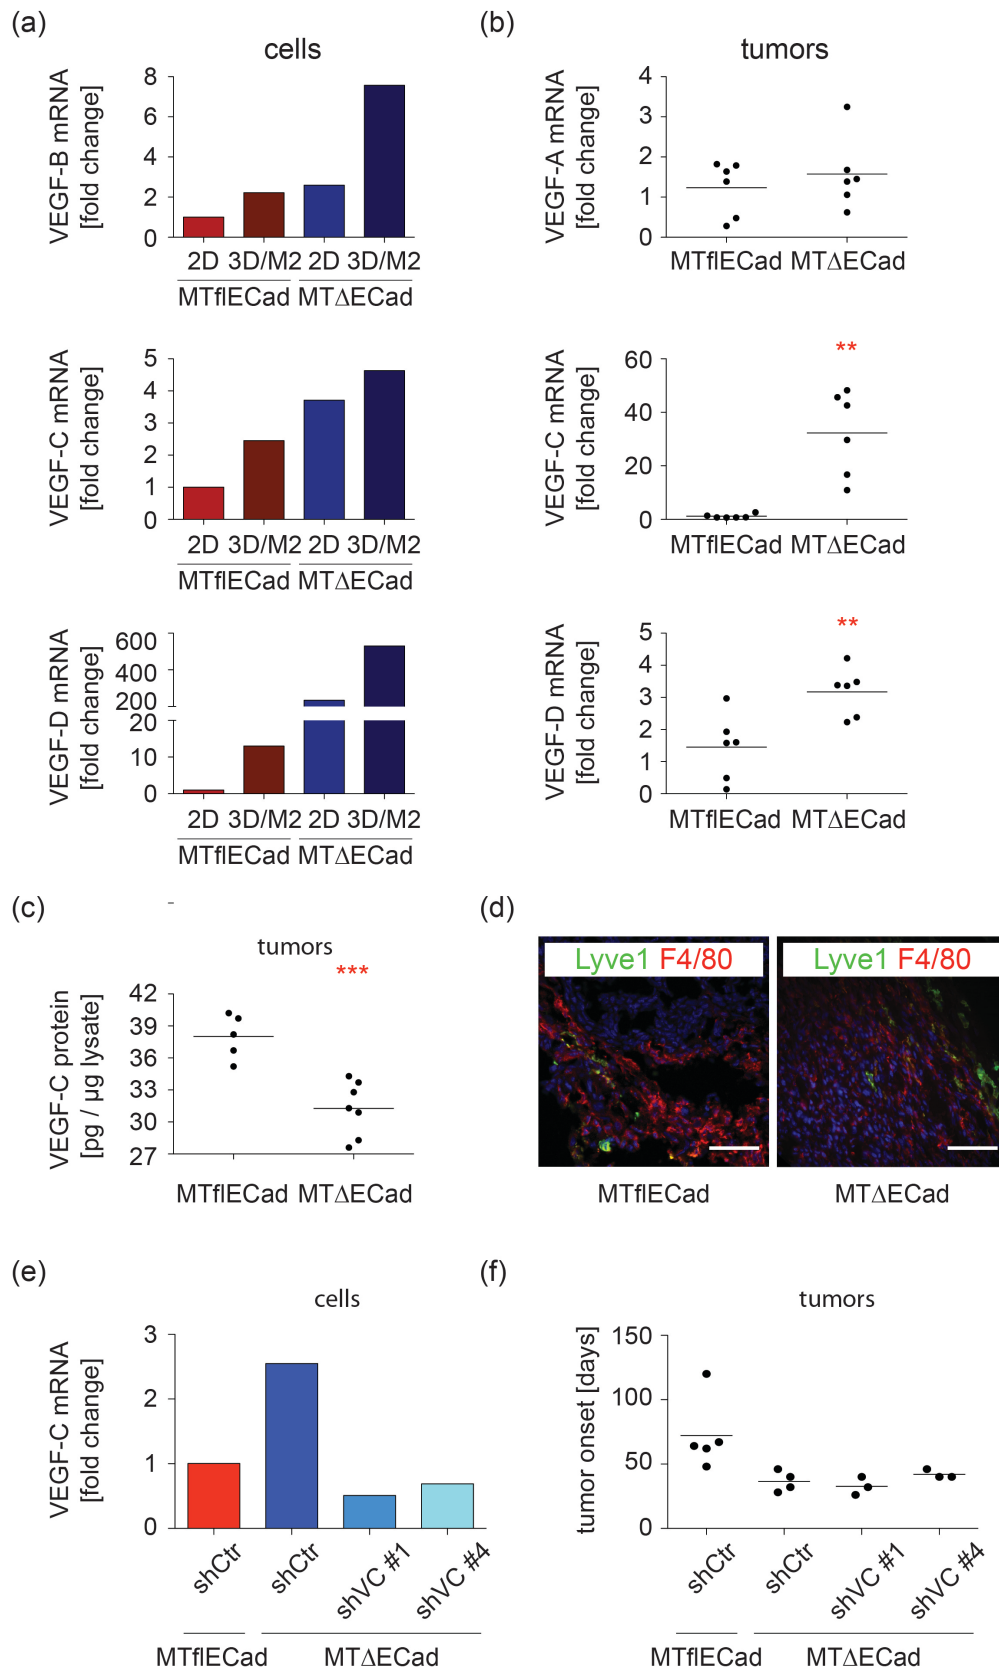 (a)
cells
VEGF-B mRNA
[fold change]
8
6
4
2
0
2D 3D/M2 2D 3D/M2
MTflECad MTΔECad
VEGF-C mRNA
[fold change]
5
4
3
2
1
0
2D 3D/M2 2D 3D/M2
MTflECad MTΔECad
VEGF-D mRNA
[fold change]
600
400
200
20
10
0
2D 3D/M2 2D 3D/M2
MTflECad MTΔECad
(b)
tumors
VEGF-A mRNA
[fold change]
4
3
2
1
0
MTflECad MTΔECad
VEGF-C mRNA
[fold change]
**
60
40
20
0
MTflECad MTΔECad
VEGF-D mRNA
[fold change]
**
5
4
3
2
1
0
MTflECad MTΔECad
(c)
tumors
***
VEGF-C protein
[pg / µg lysate]
42
39
36
33
30
27
MTflECad MTΔECad
(d)
Lyve1 F4/80
Lyve1 F4/80
MTflECad
MTΔECad
(e)
cells
VEGF-C mRNA
[fold change]
3
2
1
0
shCtr shCtr shVC #1 shVC #4
MTflECad MTΔECad
(f)
tumors
tumor onset [days]
150
100
50
0
shCtr shCtr shVC #1 shVC #4
MTflECad MTΔECad